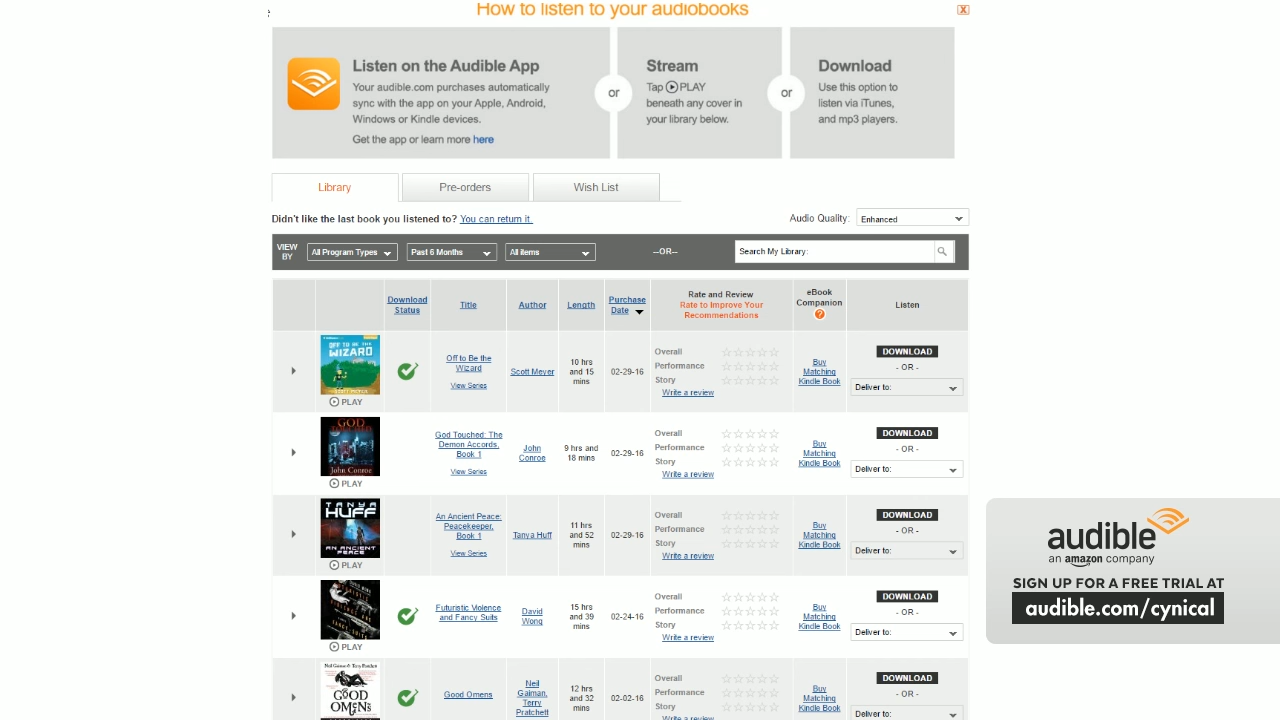 How to listen to your audiobooks
X
Listen on the Audible App
Your audible.com purchases automatically
sync with the app on your Apple, Android,
Windows or Kindle devices.
Get the app or learn more here
or
Stream
Tap PLAY
beneath any cover in
your library below.
or
Download
Use this option to
listen via iTunes,
and mp3 players.
Library
Pre-orders
Wish List
Didn't like the last book you listened to? You can return it.
Audio Quality:
Enhanced
VIEW
BY
All Program Types
Past 6 Months
All items
--OR--
Search My Library:
Download
Status
Title
Author
Length
Purchase
Date
Rate and Review
Rate to Improve Your
Recommendations
eBook
Companion
?
Listen
OFF TO BE THE
WIZARD
PLAY
Off to Be the
Wizard
View Series
Scott Meyer
10 hrs
and 15
mins
02-29-16
Overall
Performance
Story
Write a review
Buy
Matching
Kindle Book
DOWNLOAD
- OR -
Deliver to:
GOD
John Conroe
PLAY
God Touched: The
Demon Accords,
Book 1
View Series
John
Conroe
9 hrs and
18 mins
02-29-16
Overall
Performance
Story
Write a review
Buy
Matching
Kindle Book
DOWNLOAD
- OR -
Deliver to:
TANYA
HUFF
AN ANCIENT
PEACE
PLAY
An Ancient Peace:
Peacekeeper,
Book 1
View Series
Tanya Huff
11 hrs
and 52
mins
02-29-16
Overall
Performance
Story
Write a review
Buy
Matching
Kindle Book
DOWNLOAD
- OR -
Deliver to:
PLAY
Futuristic Violence
and Fancy Suits
David
Wong
15 hrs
and 39
mins
02-24-16
Overall
Performance
Story
Write a review
Buy
Matching
Kindle Book
DOWNLOAD
- OR -
Deliver to:
Neil Gaiman & Terry Pratchett
GOOD
OMENS
Good Omens
Neil
Gaiman,
Terry
Pratchett
12 hrs
and 32
mins
02-02-16
Overall
Performance
Story
Write a review
Buy
Matching
Kindle Book
DOWNLOAD
- OR -
Deliver to:
audible
an amazon company
SIGN UP FOR A FREE TRIAL AT
audible.com/cynical